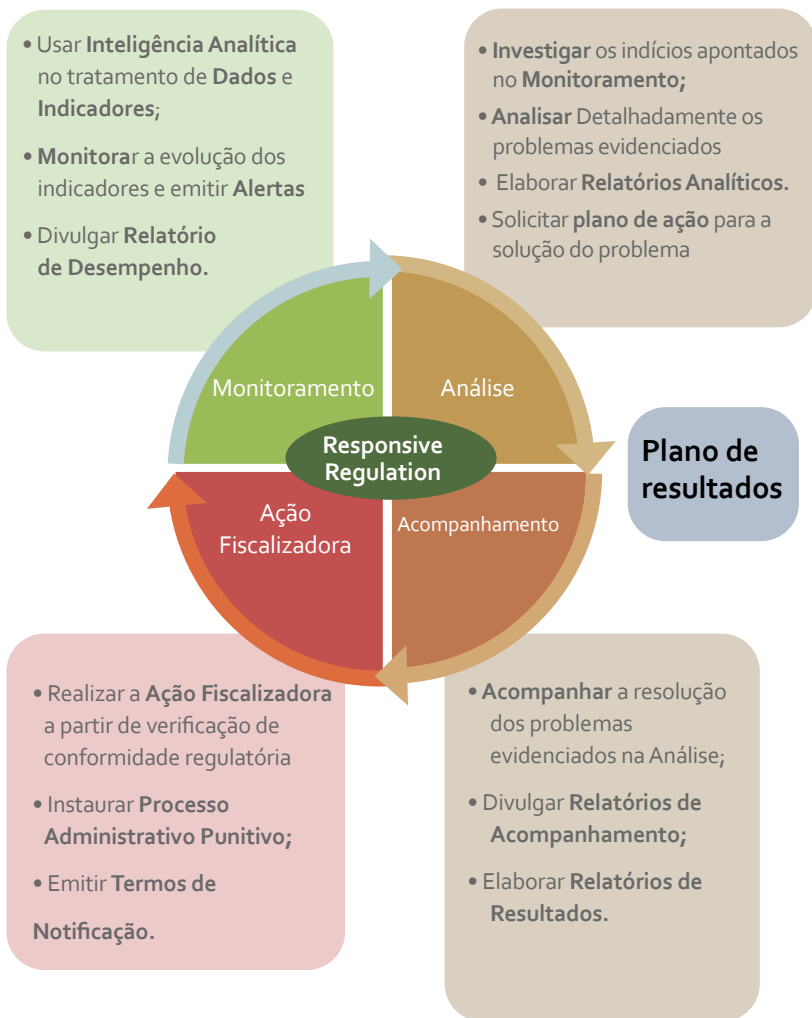 • Usar Inteligência Analítica
no tratamento de Dados e
Indicadores;
• Monitorar a evolução dos
indicadores e emitir Alertas
• Divulgar Relatório
de Desempenho.
• Investigar os indícios apontados
no Monitoramento;
• Analisar Detalhadamente os
problemas evidenciados
• Elaborar Relatórios Analíticos.
• Solicitar plano de ação para a
solução do problema
Monitoramento
Análise
Responsive
Regulation
Plano de
resultados
Ação
Fiscalizadora
Acompanhamento
• Realizar a Ação Fiscalizadora
a partir de verificação de
conformidade regulatória
• Instaurar Processo
Administrativo Punitivo;
• Emitir Termos de
Notificação.
• Acompanhar a resolução
dos problemas
evidenciados na Análise;
• Divulgar Relatórios de
Acompanhamento;
• Elaborar Relatórios de
Resultados.